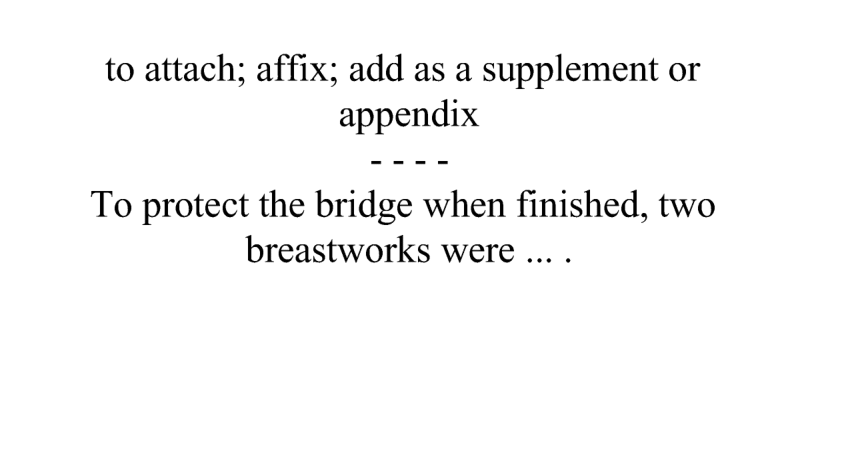 to attach; affix; add as a supplement or
appendix
- - - -
To protect the bridge when finished, two
breastworks were ... .